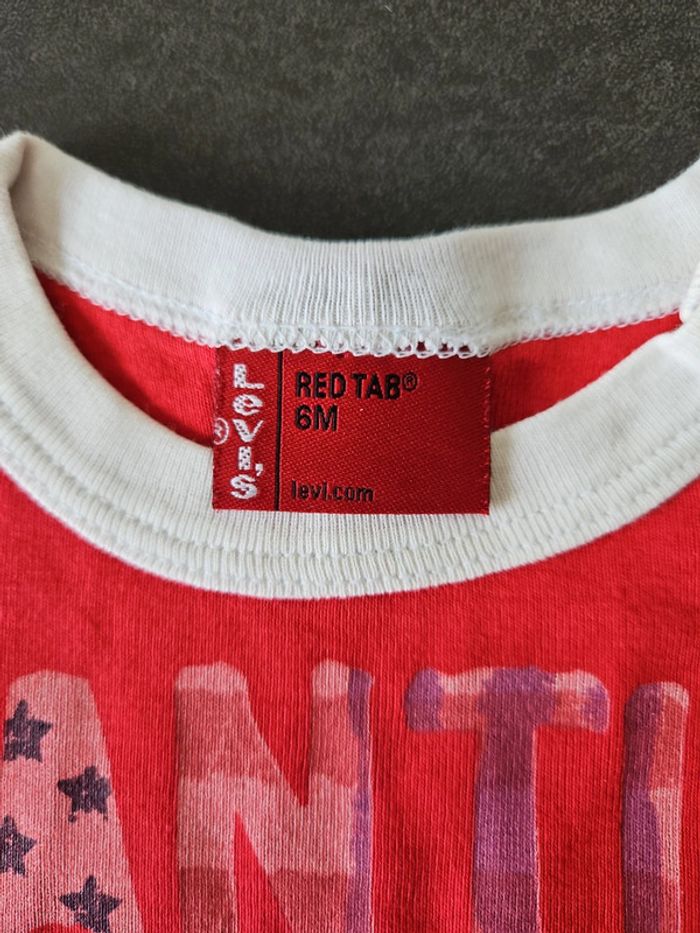 Levi's
®
RED TAB®
6M
levi.com
ANTI